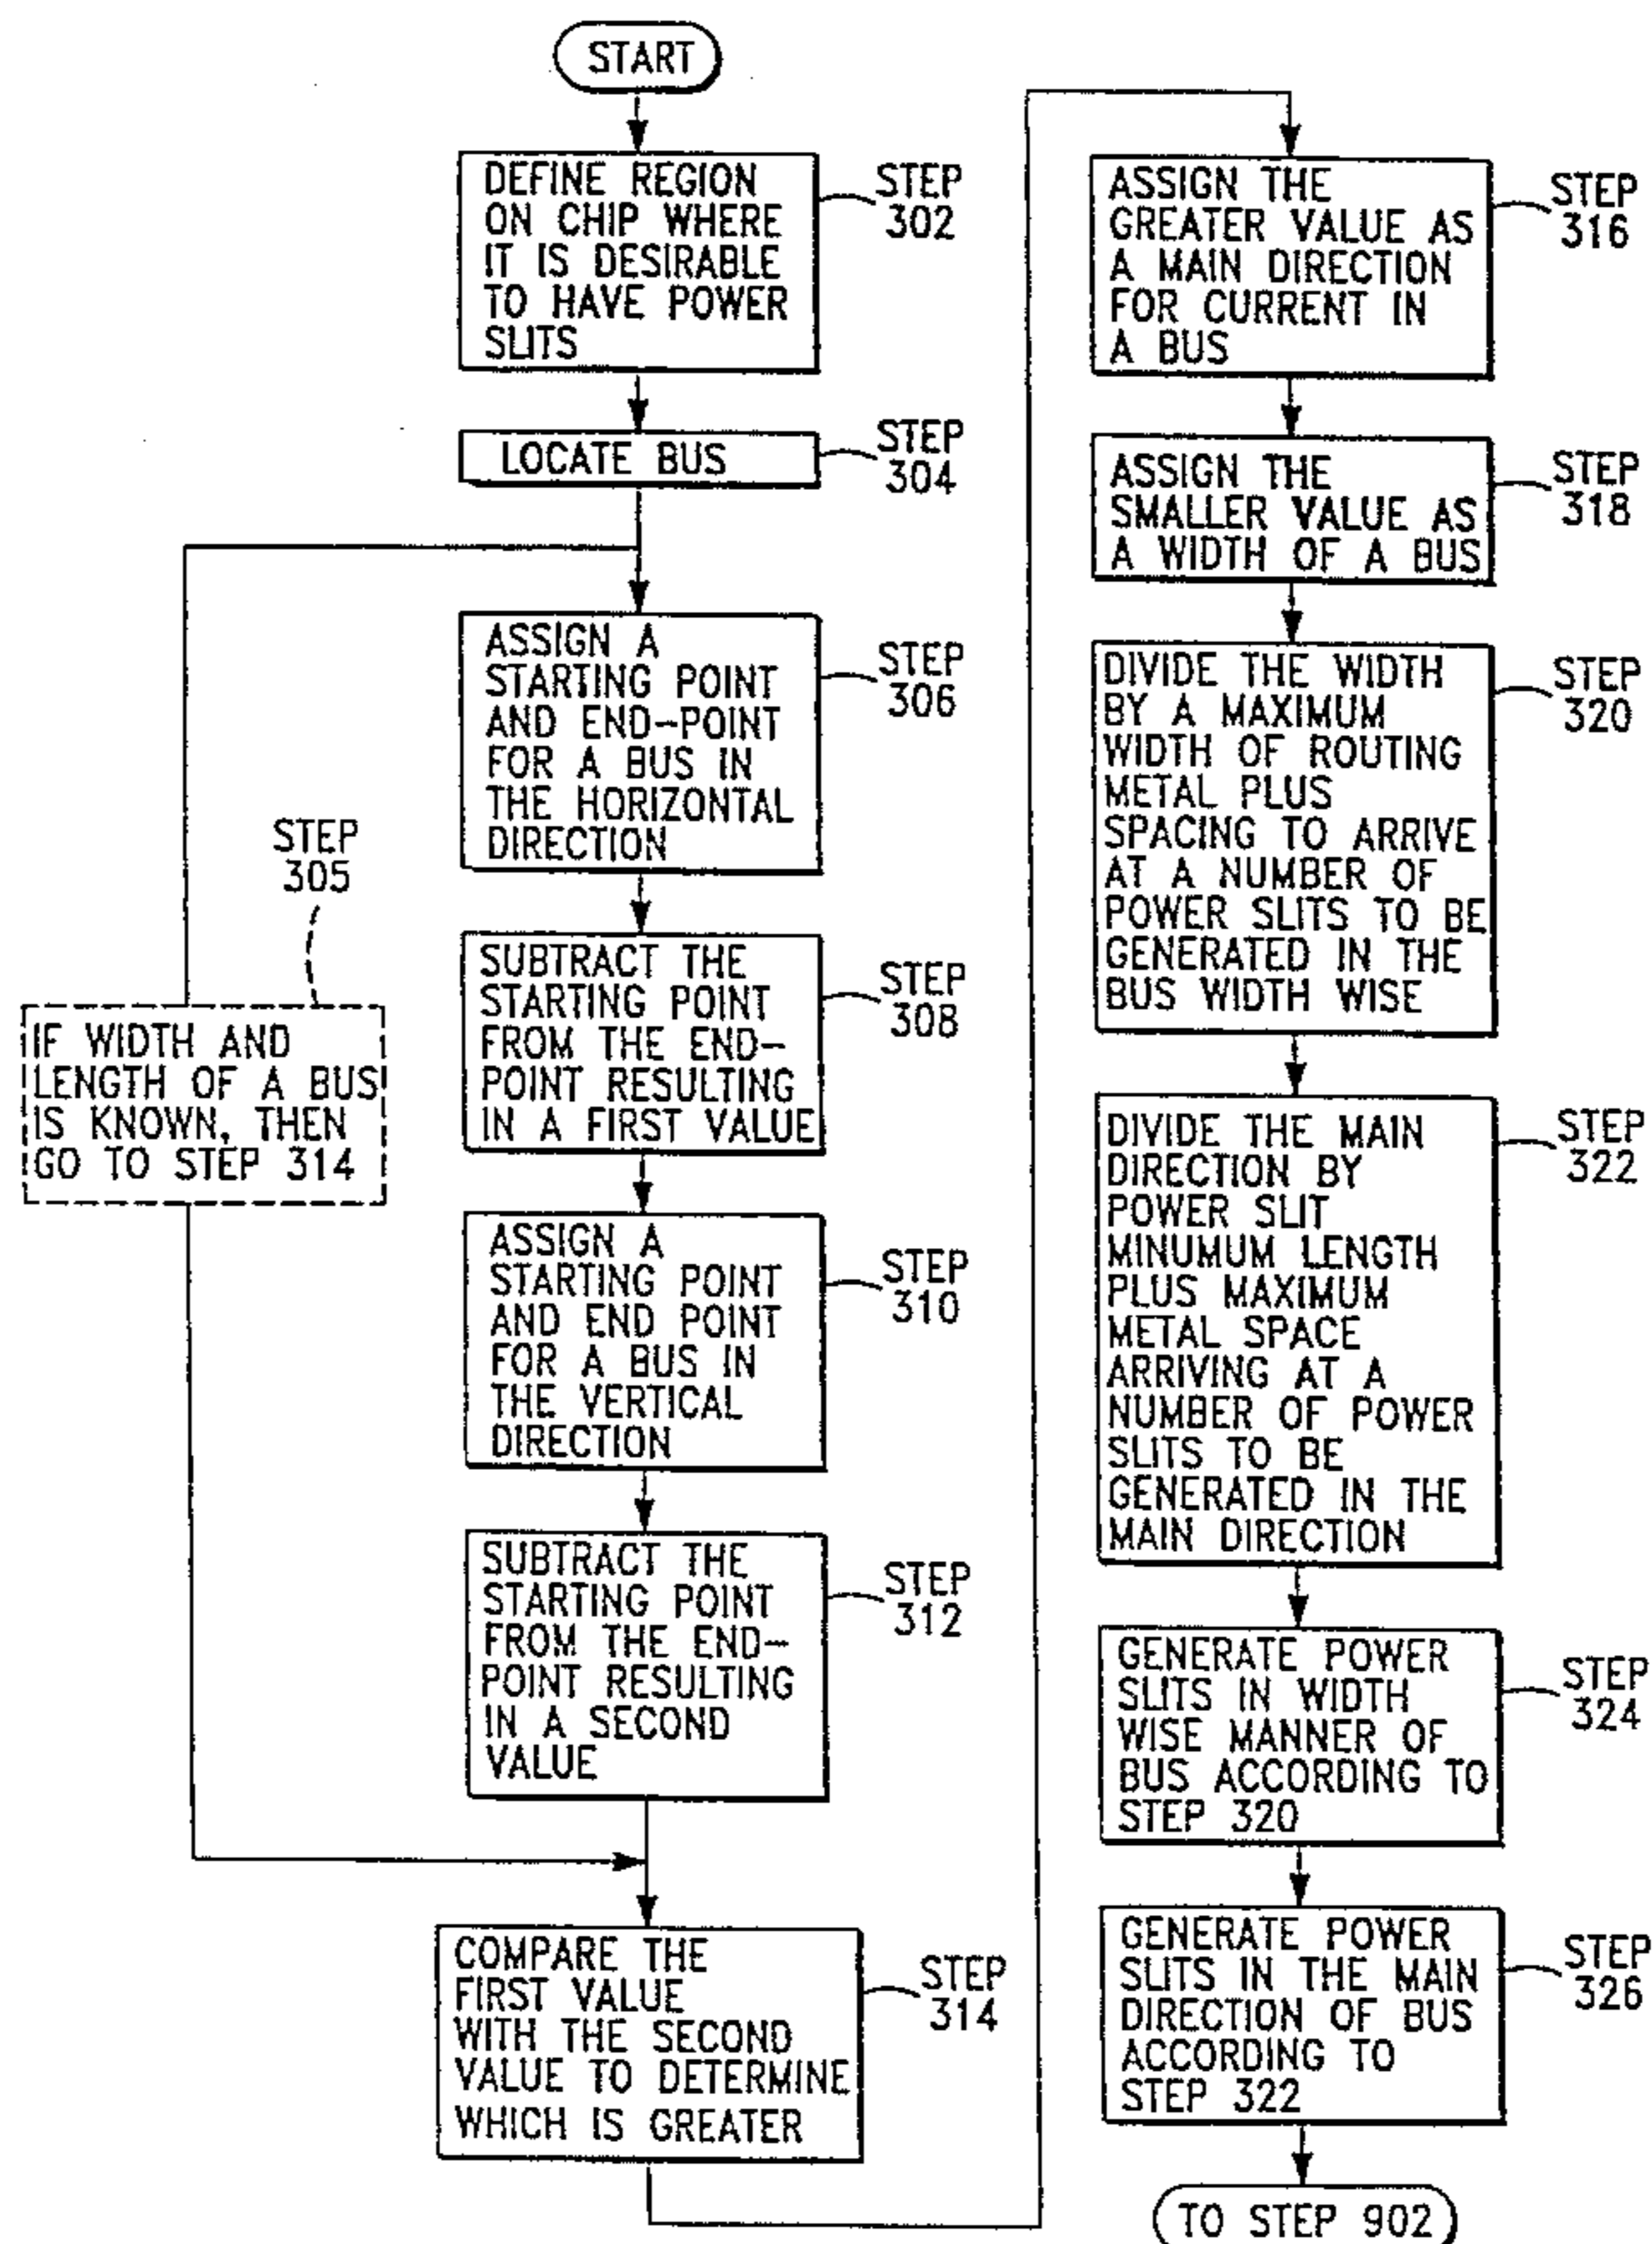 START
DEFINE REGION
ON CHIP WHERE
IT IS DESIRABLE
TO HAVE POWER
SLITS
STEP
302
LOCATE BUS
STEP
304
STEP
305
IF WIDTH AND
LENGTH OF A BUS
IS KNOWN, THEN
GO TO STEP 314
ASSIGN A
STARTING POINT
AND END-POINT
FOR A BUS IN
THE HORIZONTAL
DIRECTION
STEP
306
SUBTRACT THE
STARTING POINT
FROM THE END-
POINT RESULTING
IN A FIRST VALUE
STEP
308
ASSIGN A
STARTING POINT
AND END POINT
FOR A BUS IN
THE VERTICAL
DIRECTION
STEP
310
SUBTRACT THE
STARTING POINT
FROM THE END-
POINT RESULTING
IN A SECOND
VALUE
STEP
312
COMPARE THE
FIRST VALUE
WITH THE SECOND
VALUE TO DETERMINE
WHICH IS GREATER
STEP
314
ASSIGN THE
GREATER VALUE AS
A MAIN DIRECTION
FOR CURRENT IN
A BUS
STEP
316
ASSIGN THE
SMALLER VALUE AS
A WIDTH OF A BUS
STEP
318
DIVIDE THE WIDTH
BY A MAXIMUM
WIDTH OF ROUTING
METAL PLUS
SPACING TO ARRIVE
AT A NUMBER OF
POWER SLITS TO BE
GENERATED IN THE
BUS WIDTH WISE
STEP
320
DIVIDE THE MAIN
DIRECTION BY
POWER SLIT
MINUMUM LENGTH
PLUS MAXIMUM
METAL SPACE
ARRIVING AT A
NUMBER OF POWER
SLITS TO BE
GENERATED IN THE
MAIN DIRECTION
STEP
322
GENERATE POWER
SLITS IN WIDTH
WISE MANNER OF
BUS ACCORDING TO
STEP 320
STEP
324
GENERATE POWER
SLITS IN THE MAIN
DIRECTION OF BUS
ACCORDING TO
STEP 322
STEP
326
TO STEP 902